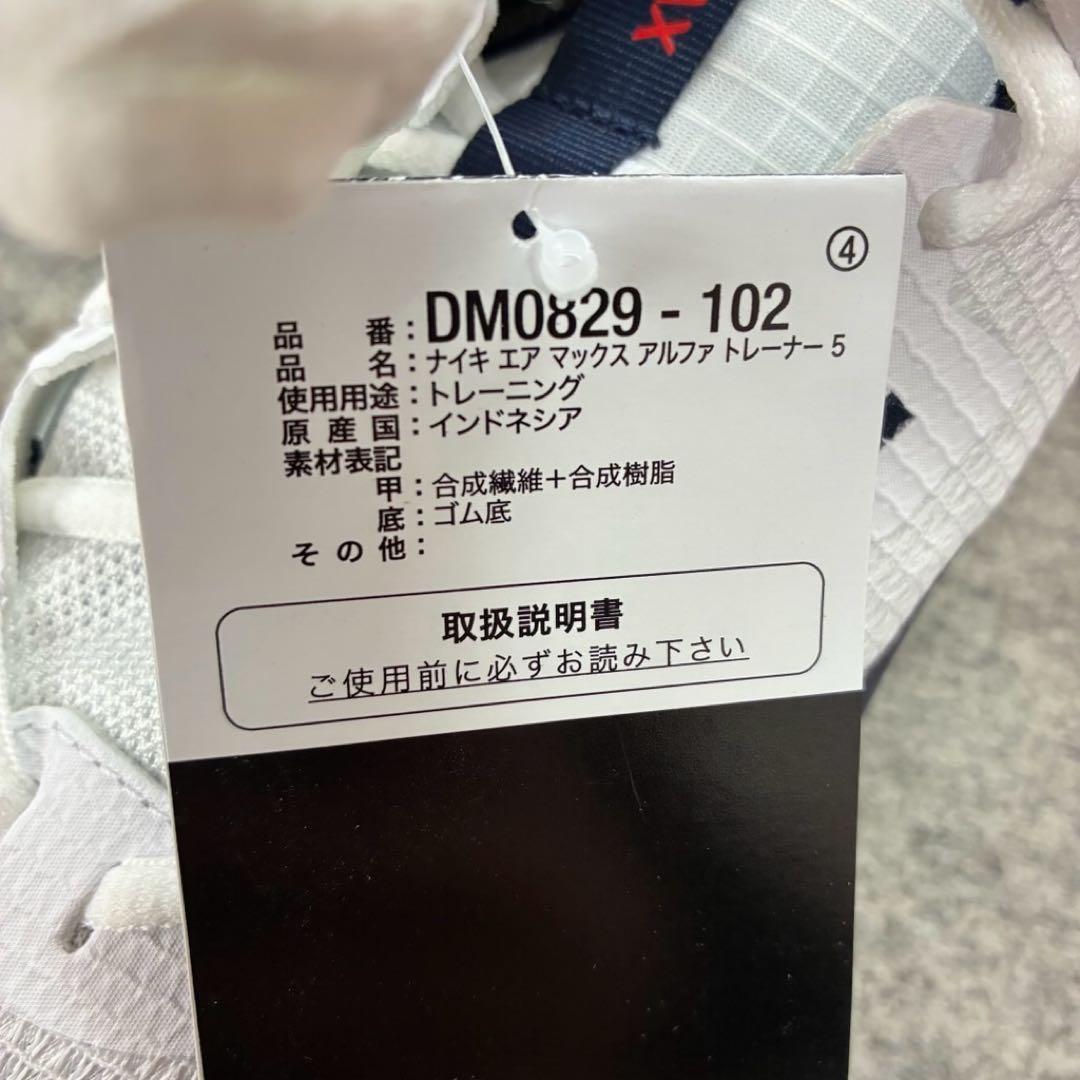 ④
品番：DM0829 - 102
品名：ナイキ エア マックス アルファ トレーナー 5
使用用途：トレーニング
原産国：インドネシア
素材表記
甲：合成繊維＋合成樹脂
底：ゴム底
その他：
取扱説明書
ご使用前に必ずお読み下さい